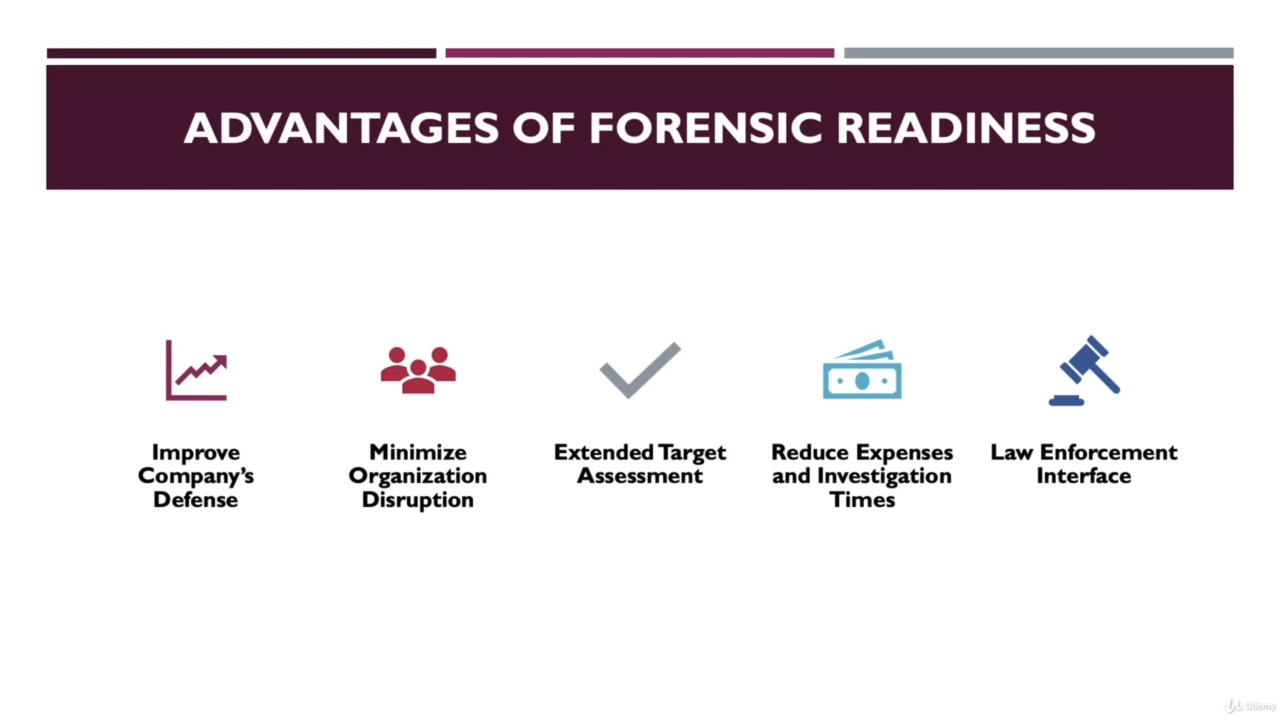 ADVANTAGES OF FORENSIC READINESS
Improve
Company's
Defense
Minimize
Organization
Disruption
Extended Target
Assessment
Reduce Expenses
and Investigation
Times
Law Enforcement
Interface
Udemy